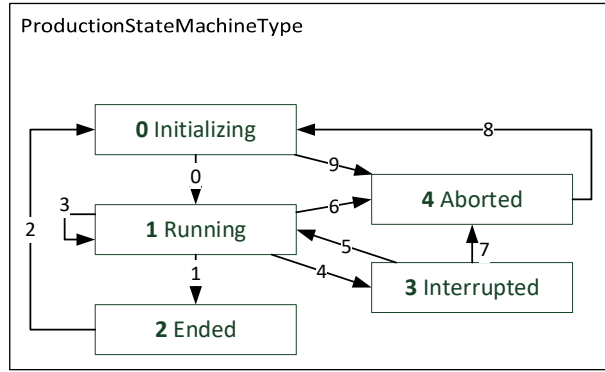 ProductionStateMachineType
0 Initializing
8
0
9
4 Aborted
3
6
2
1 Running
5
7
1
4
3 Interrupted
2 Ended